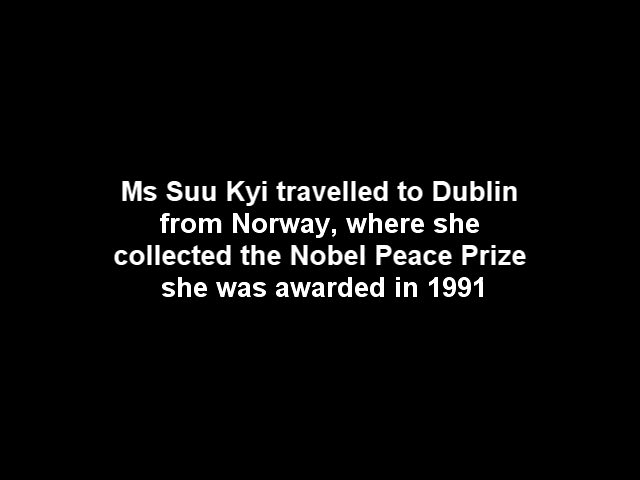 Ms Suu Kyi travelled to Dublin
from Norway, where she
collected the Nobel Peace Prize
she was awarded in 1991